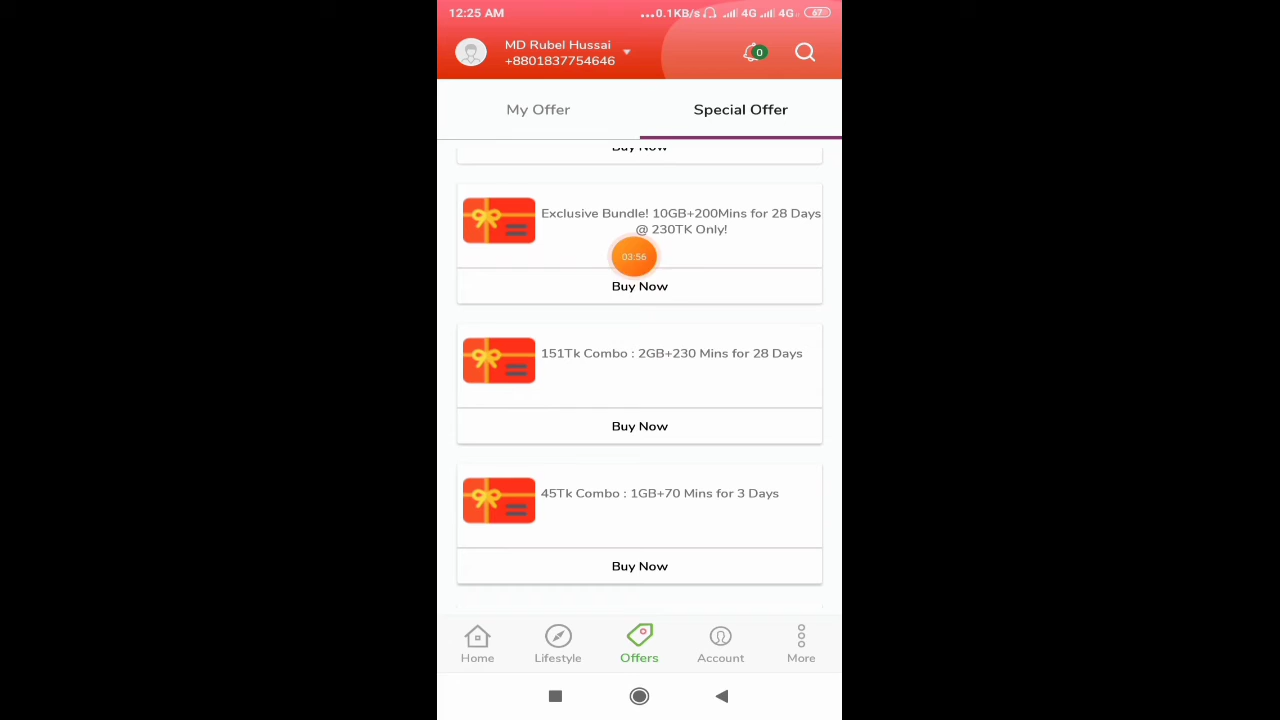 12:25 AM
...0.1KB/s 4G 4G 67
MD Rubel Hussai
+8801837754646
0
My Offer
Special Offer
Buy Now
Exclusive Bundle! 10GB+200Mins for 28 Days
@ 230TK Only!
03:56
Buy Now
151Tk Combo : 2GB+230 Mins for 28 Days
Buy Now
45Tk Combo : 1GB+70 Mins for 3 Days
Buy Now
Home
Lifestyle
Offers
Account
More